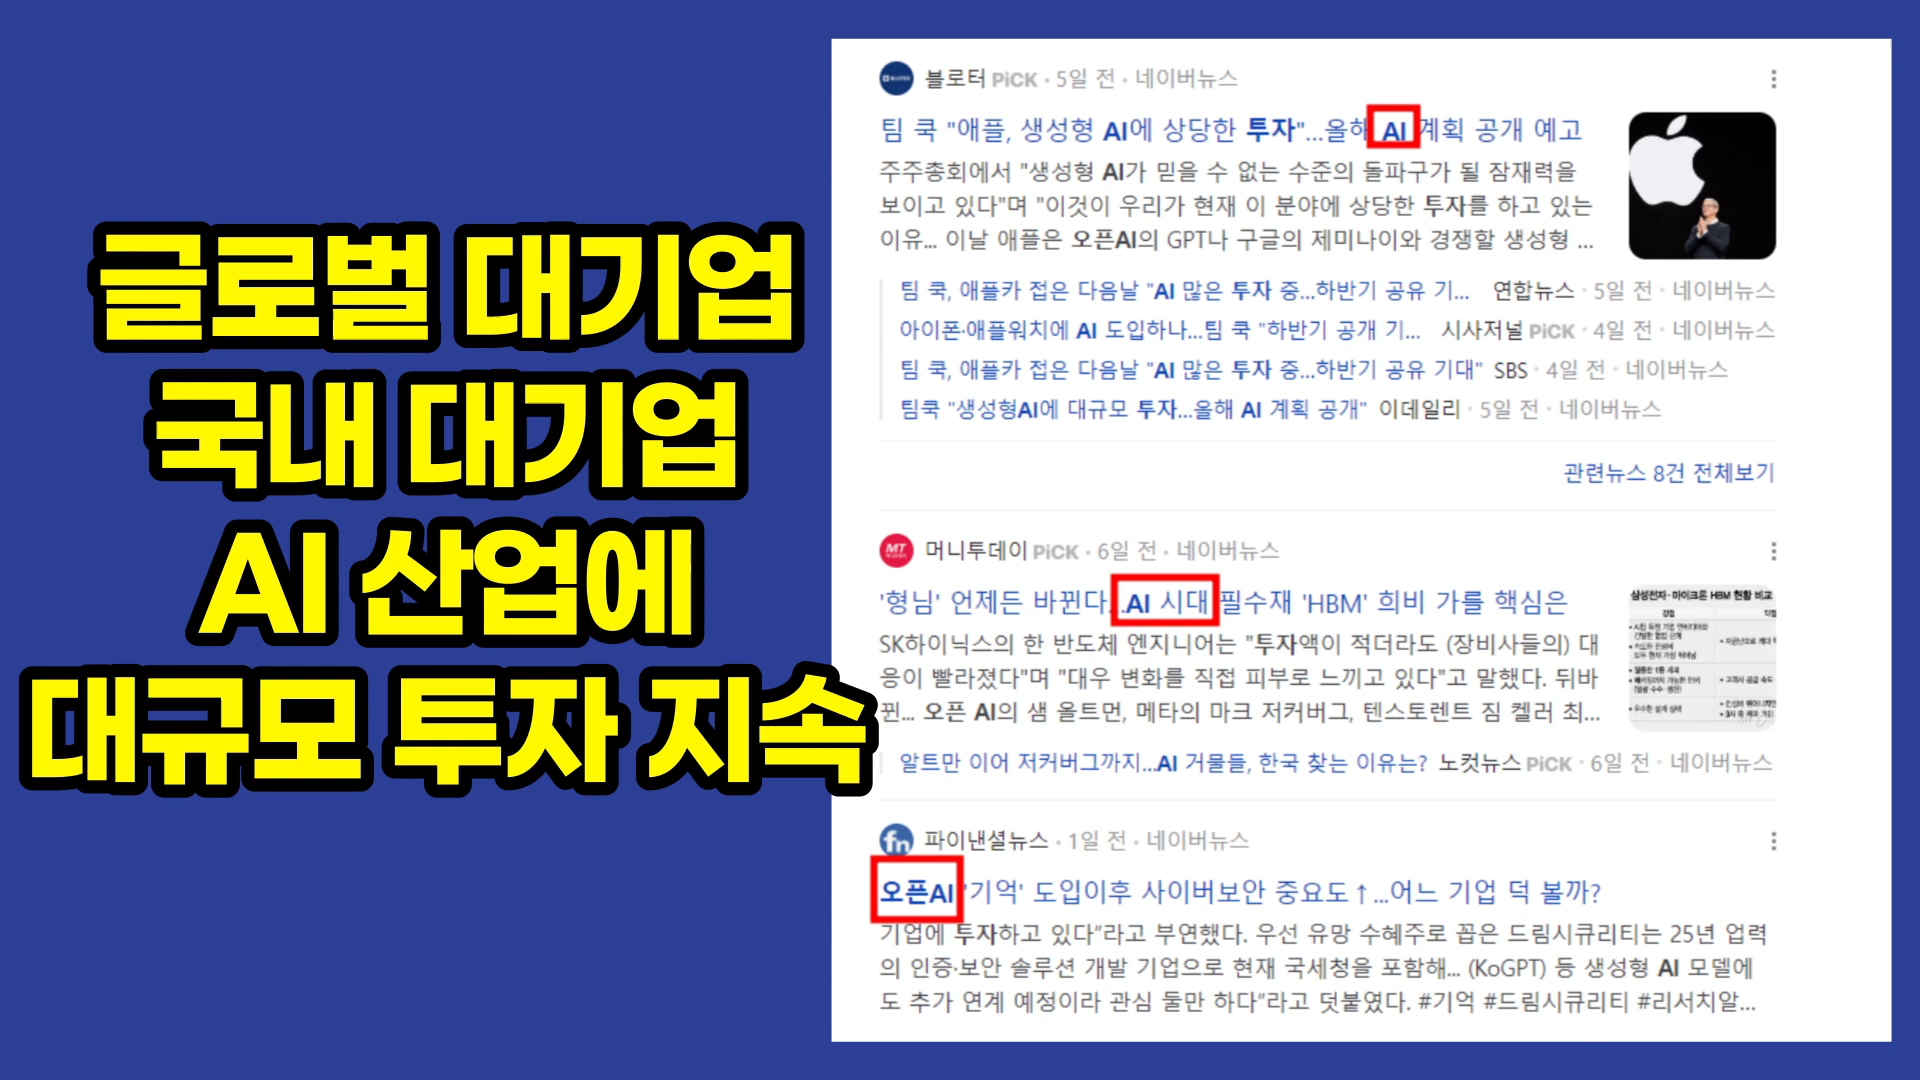 글로벌 대기업
국내 대기업
AI 산업에
대규모 투자 지속
블로터 PiCK · 5일 전 · 네이버뉴스
팀 쿡 "애플, 생성형 AI에 상당한 투자"...올해 AI 계획 공개 예고
주주총회에서 "생성형 AI가 믿을 수 없는 수준의 돌파구가 될 잠재력을
보이고 있다"며 "이것이 우리가 현재 이 분야에 상당한 투자를 하고 있는
이유... 이날 애플은 오픈AI의 GPT나 구글의 제미나이와 경쟁할 생성형 ...
팀 쿡, 애플카 접은 다음날 "AI 많은 투자 중...하반기 공유 기... 연합뉴스 · 5일 전 · 네이버뉴스
아이폰·애플워치에 AI 도입하나...팀 쿡 "하반기 공개 기... 시사저널 PiCK · 4일 전 · 네이버뉴스
팀 쿡, 애플카 접은 다음날 "AI 많은 투자 중...하반기 공유 기대" SBS · 4일 전 · 네이버뉴스
팀쿡 "생성형AI에 대규모 투자...올해 AI 계획 공개" 이데일리 · 5일 전 · 네이버뉴스
관련뉴스 8건 전체보기
MT
머니투데이 PiCK · 6일 전 · 네이버뉴스
'형님' 언제든 바뀐다...AI 시대 필수재 'HBM' 희비 가를 핵심은
SK하이닉스의 한 반도체 엔지니어는 "투자액이 적더라도 (장비사들의) 대
응이 빨라졌다"며 "대우 변화를 직접 피부로 느끼고 있다"고 말했다. 뒤바
뀐... 오픈 AI의 샘 올트먼, 메타의 마크 저커버그, 텐스토렌트 짐 켈러 최...
삼성전자·마이크론 HBM 현황 비교
알트만 이어 저커버그까지...AI 거물들, 한국 찾는 이유는? 노컷뉴스 PiCK · 6일 전 · 네이버뉴스
fn
파이낸셜뉴스 · 1일 전 · 네이버뉴스
오픈AI '기억' 도입이후 사이버보안 중요도↑...어느 기업 덕 볼까?
기업에 투자하고 있다"라고 부연했다. 우선 유망 수혜주로 꼽은 드림시큐리티는 25년 업력
의 인증·보안 솔루션 개발 기업으로 현재 국세청을 포함해... (KoGPT) 등 생성형 AI 모델에
도 추가 연계 예정이라 관심 둘만 하다"라고 덧붙였다. #기억 #드림시큐리티 #리서치알...